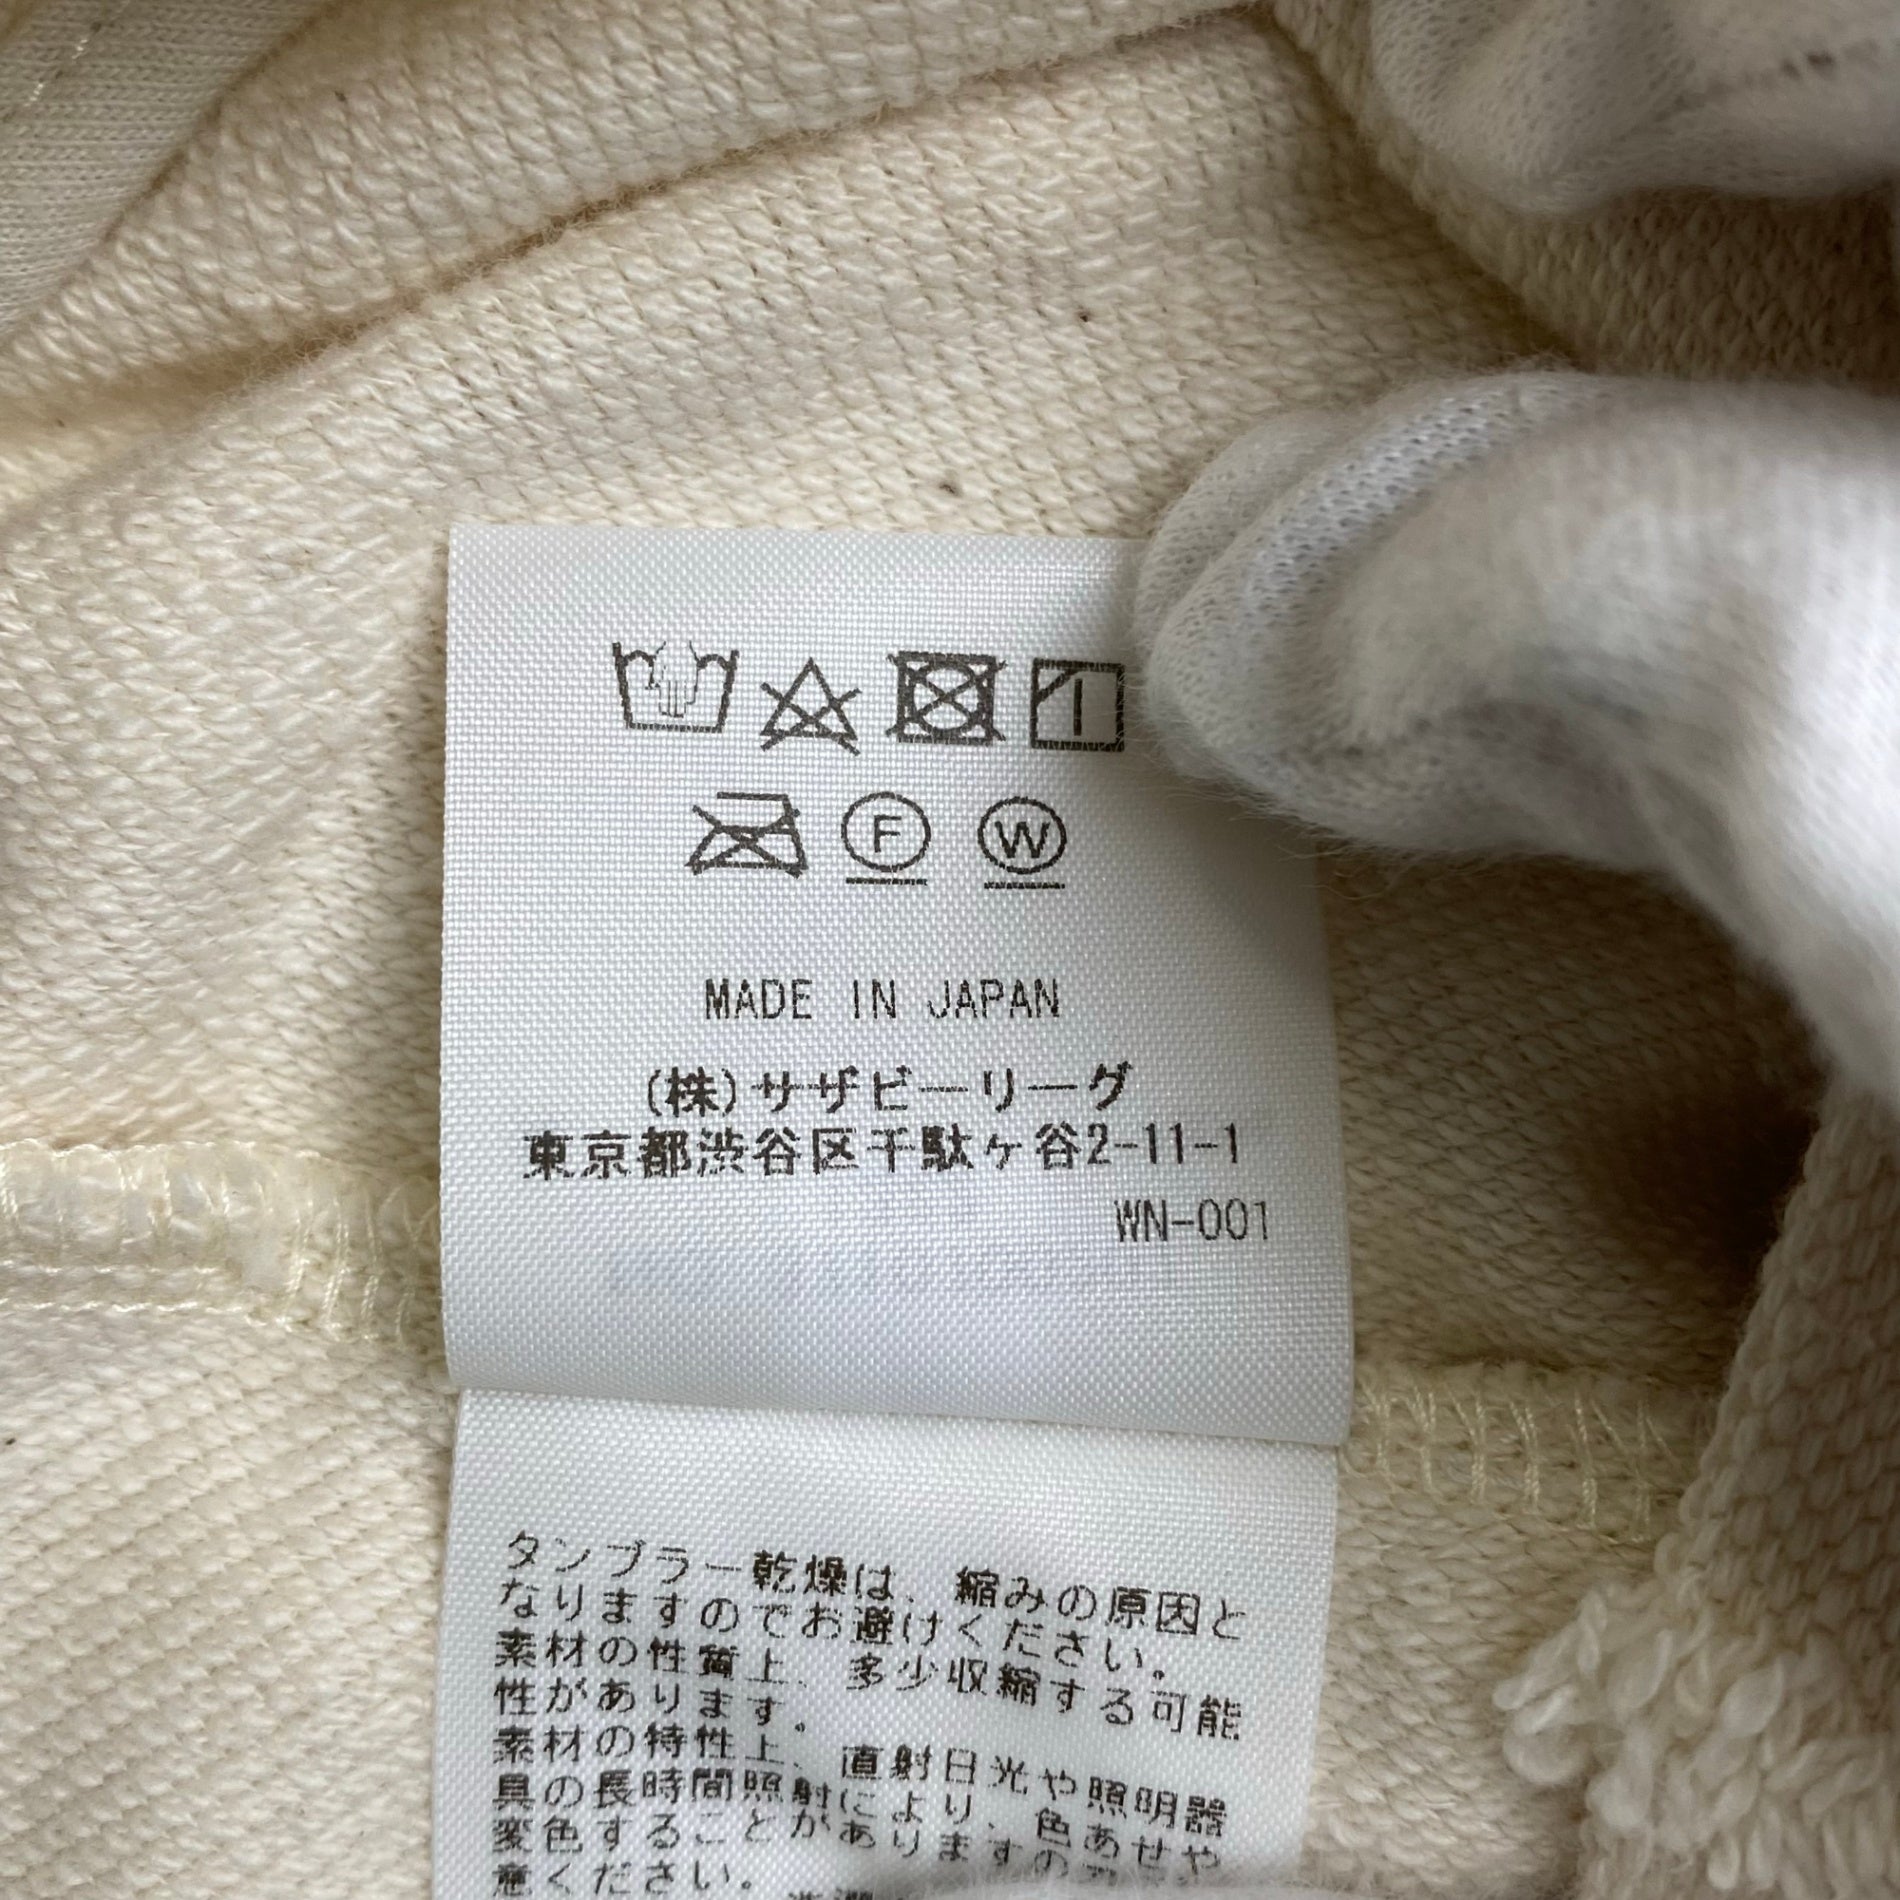 F W
MADE IN JAPAN
(株)サザビーリーグ
東京都渋谷区千駄ヶ谷2-11-1
WN-001
タンブラー乾燥は、縮みの原因と
なりますのでお避けください。
素材の性質上、多少収縮する可能
性があります。
素材の特性上、直射日光や照明器
具の長時間照射により、色あせや
変色することがありますの
意ください。